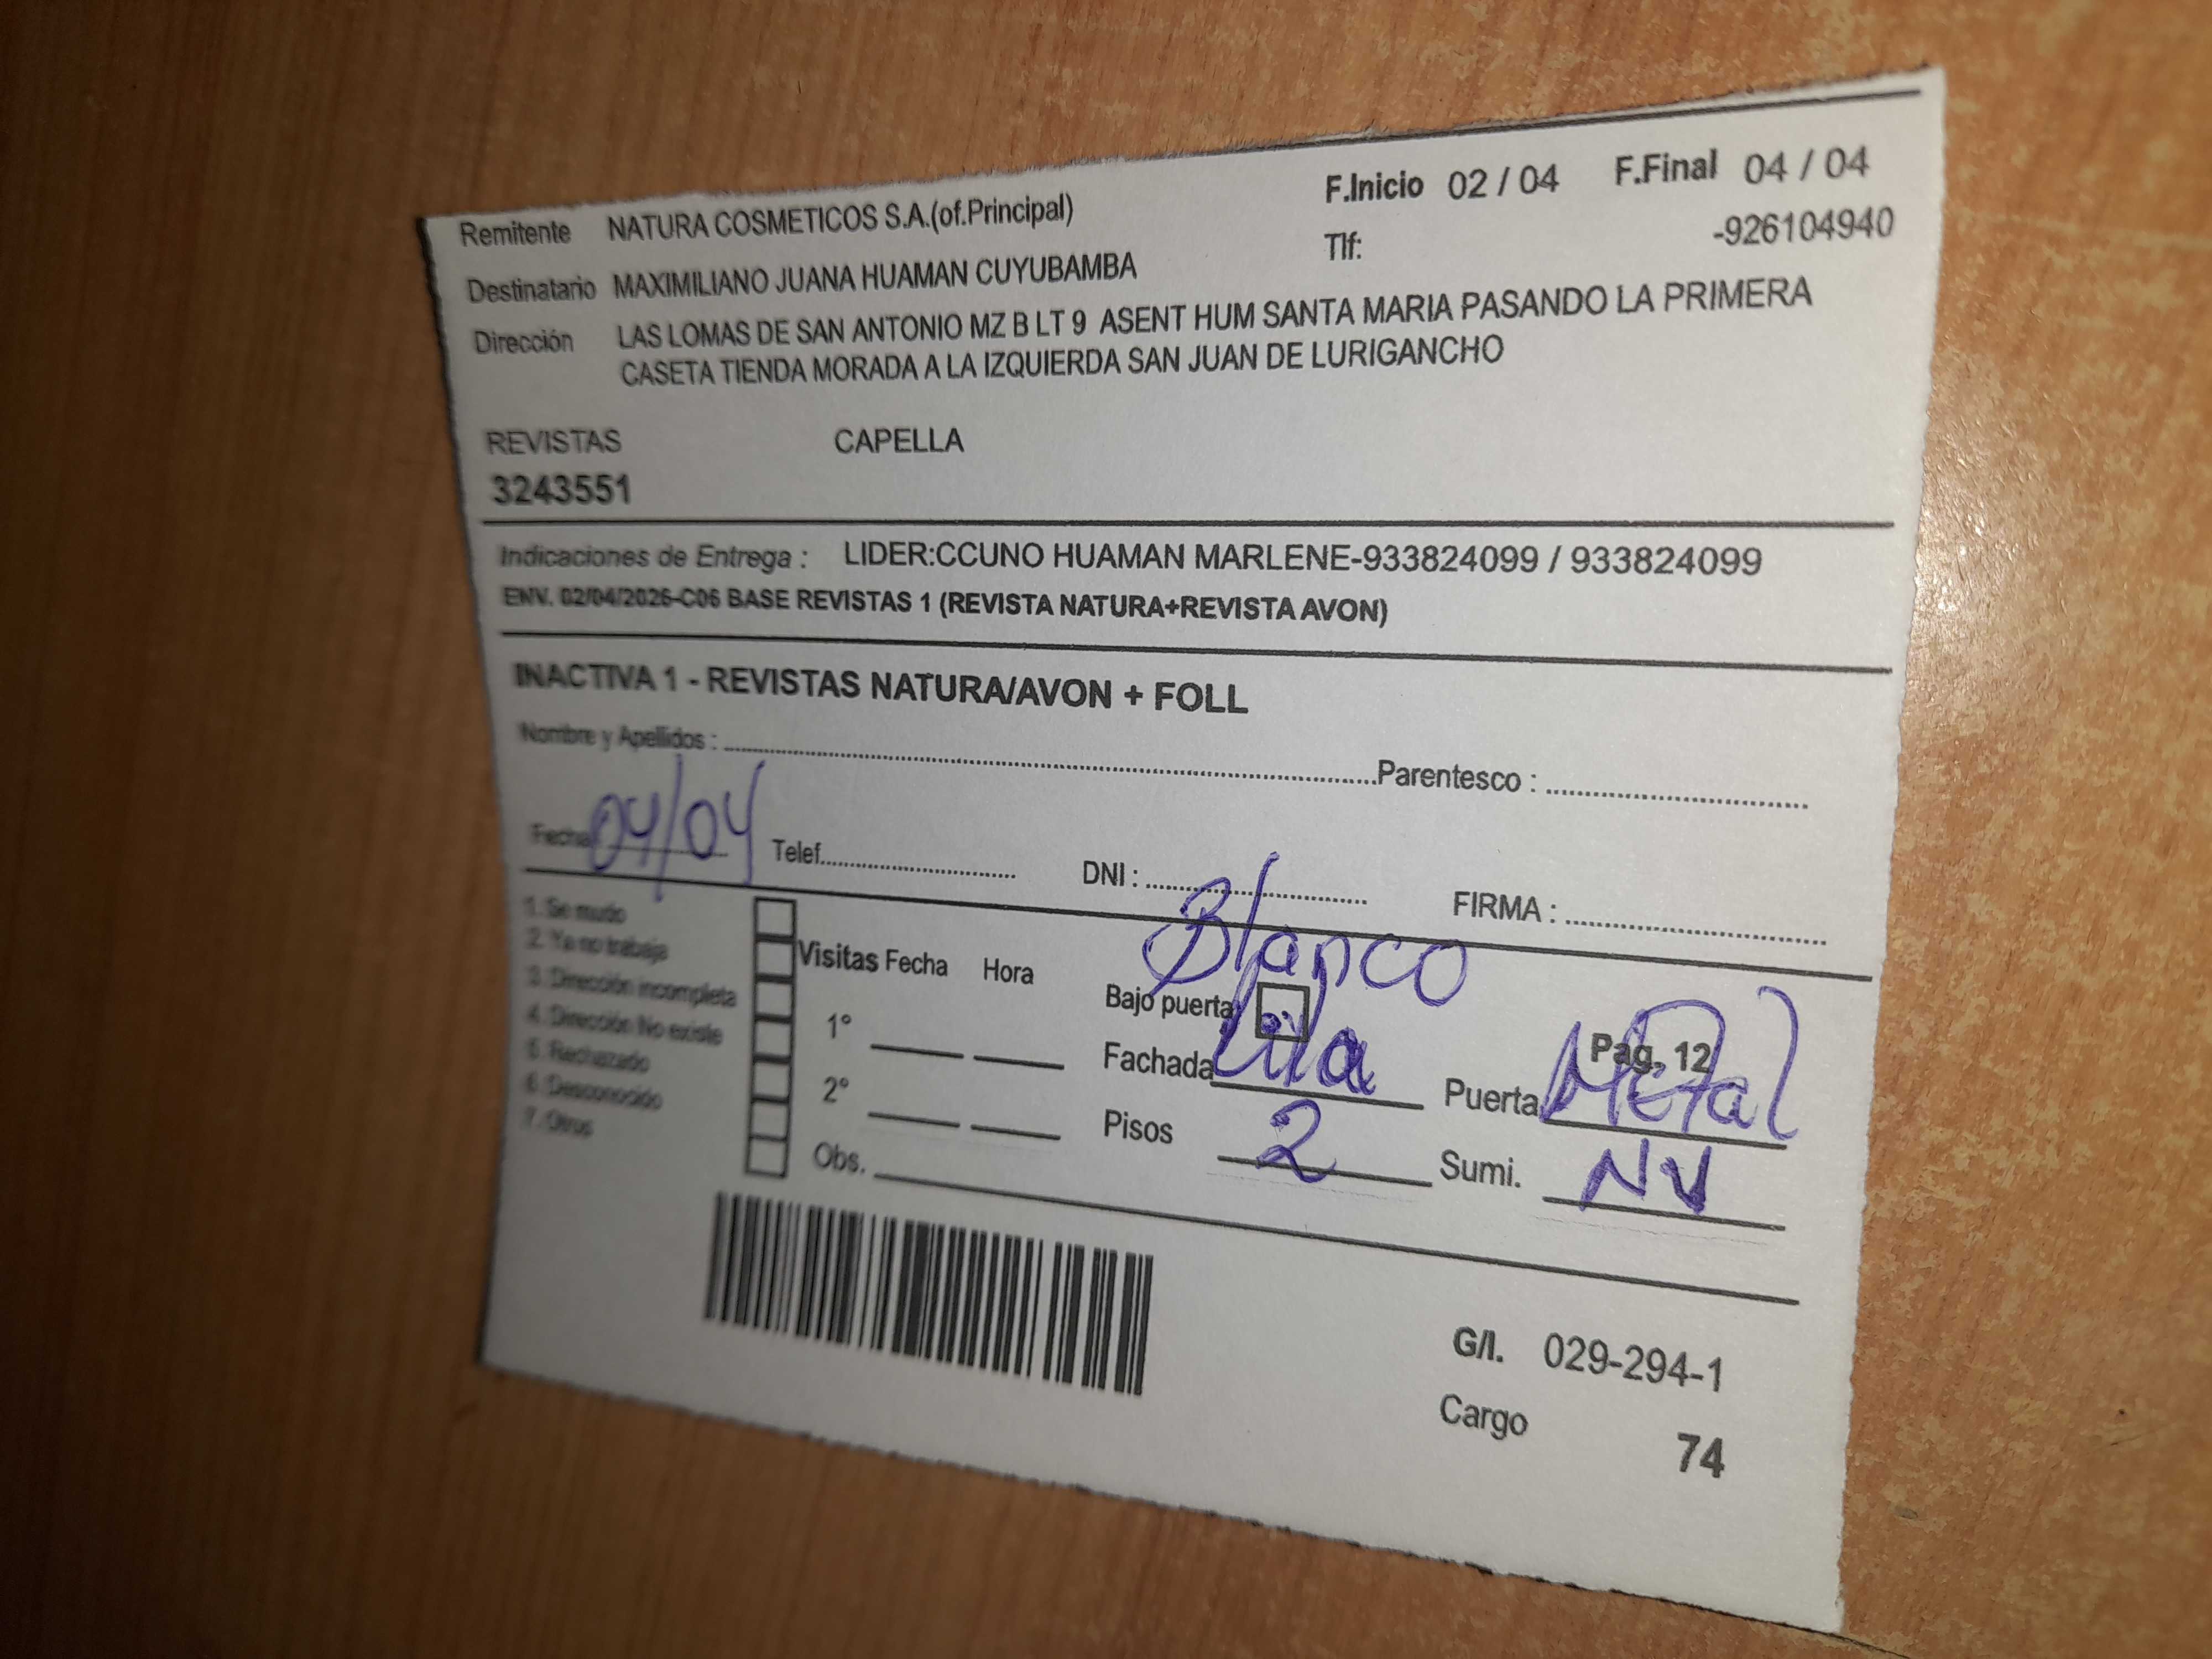 F.Inicio 02 / 04 F.Final 04 / 04
Remitente NATURA COSMETICOS S.A.(of.Principal)
Tlf: -926104940
Destinatario MAXIMILIANO JUANA HUAMAN CUYUBAMBA
Dirección LAS LOMAS DE SAN ANTONIO MZ B LT 9 ASENT HUM SANTA MARIA PASANDO LA PRIMERA
CASETA TIENDA MORADA A LA IZQUIERDA SAN JUAN DE LURIGANCHO
REVISTAS CAPELLA
3243551
Indicaciones de Entrega : LIDER:CCUNO HUAMAN MARLENE-933824099 / 933824099
ENV. 02/04/2026-C06 BASE REVISTAS 1 (REVISTA NATURA+REVISTA AVON)
INACTIVA 1 - REVISTAS NATURA/AVON + FOLL
Nombre y Apellidos : Parentesco :
Fecha 04/04 Telef. DNI : FIRMA :
1. Se mudo
2. Ya no trabaja
3. Dirección incompleta
4. Dirección No existe
5. Rechazado
6. Desconocido
7. Otros
Visitas Fecha Hora
1°
2°
Obs.
Blanco
Bajo puerta
Pag. 12
Fachada Lila Puerta Metal
Pisos 2 Sumi. NV
G/I. 029-294-1
Cargo 74